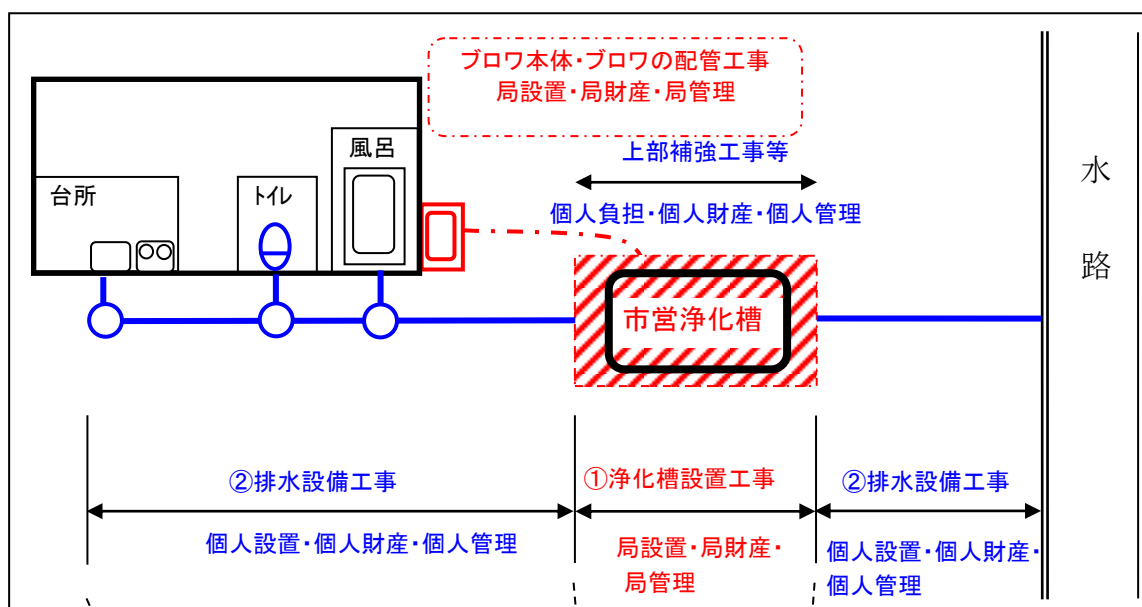 ブロワ本体・ブロワの配管工事
局設置・局財産・局管理
上部補強工事等
個人負担・個人財産・個人管理
風呂
台所
トイレ
水
路
市営浄化槽
②排水設備工事
①浄化槽設置工事
②排水設備工事
個人設置・個人財産・個人管理
局設置・局財産・
局管理
個人設置・個人財産・
個人管理